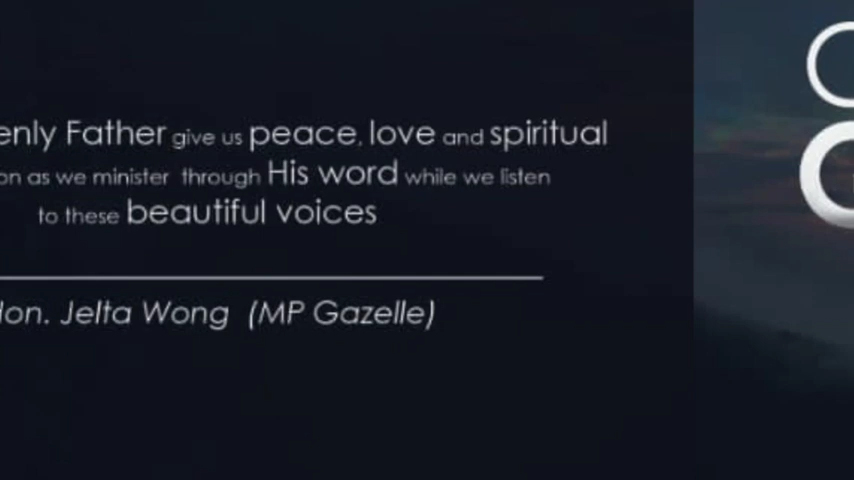 enly Father give us peace, love and spiritual
on as we minister through His word while we listen
to these beautiful voices
on. Jelta Wong (MP Gazelle)